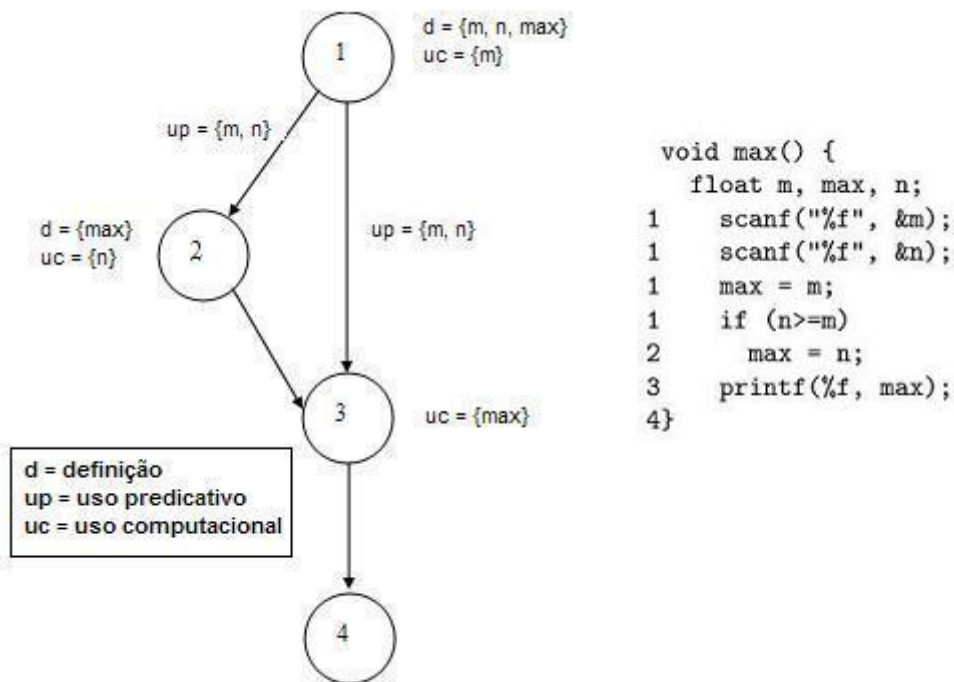 d = {m, n, max}
uc = {m}
1
up = {m, n}
up = {m, n}
d = {max}
uc = {n}
2
3
uc = {max}
d = definição
up = uso predicativo
uc = uso computacional
4
void max() {
float m, max, n;
1 scanf("%f", &m);
1 scanf("%f", &n);
1 max = m;
1 if (n>=m)
2 max = n;
3 printf(%f, max);
4}